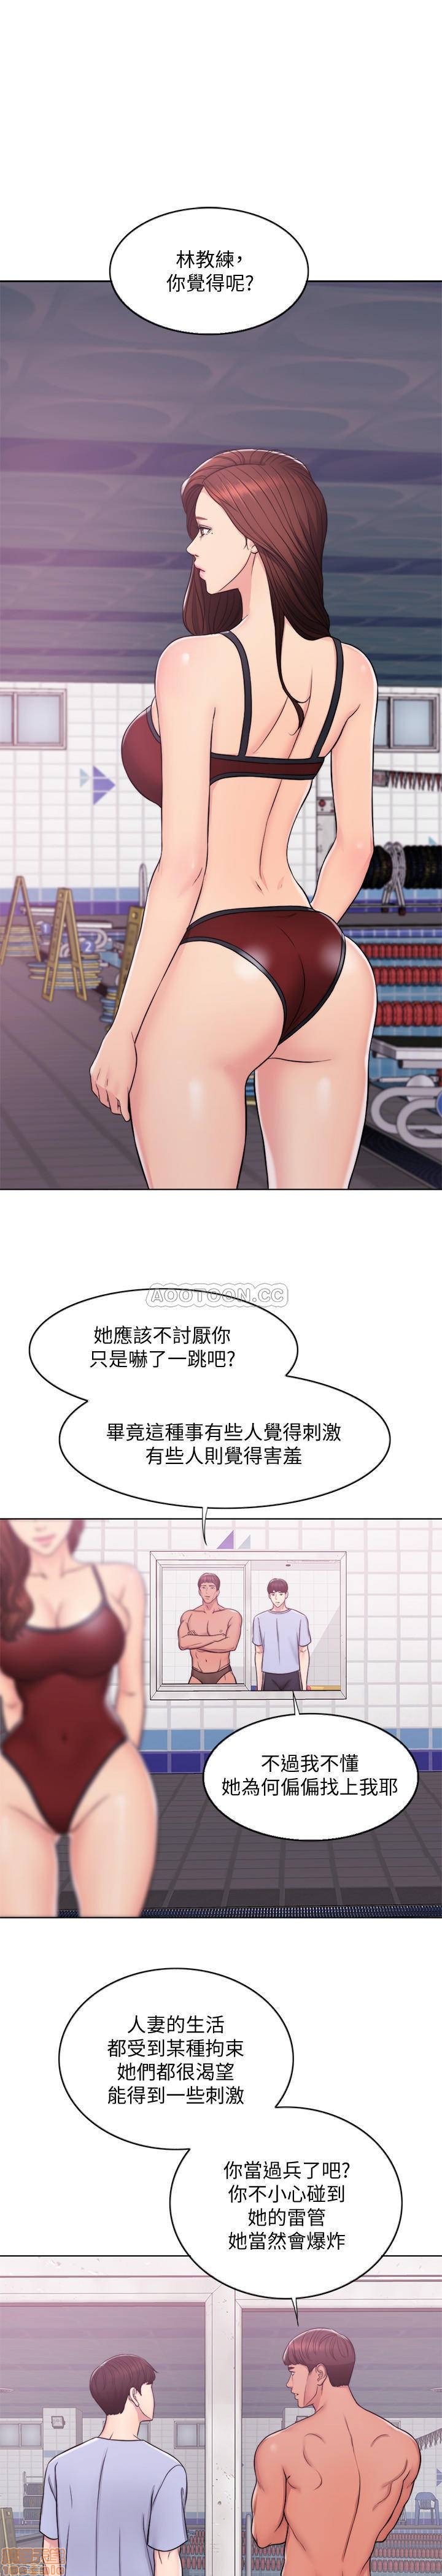 林教練，
你覺得呢?
2
AOOTOON.CC
她應該不討厭你
只是嚇了一跳吧?
畢竟這種事有些人覺得刺激
有些人則覺得害羞
不過我不懂
她為何偏偏找上我耶
人妻的生活
都受到某種拘束
她們都很渴望
能得到一些刺激
你當過兵了吧?
你不小心碰到
她的雷管
她當然會爆炸